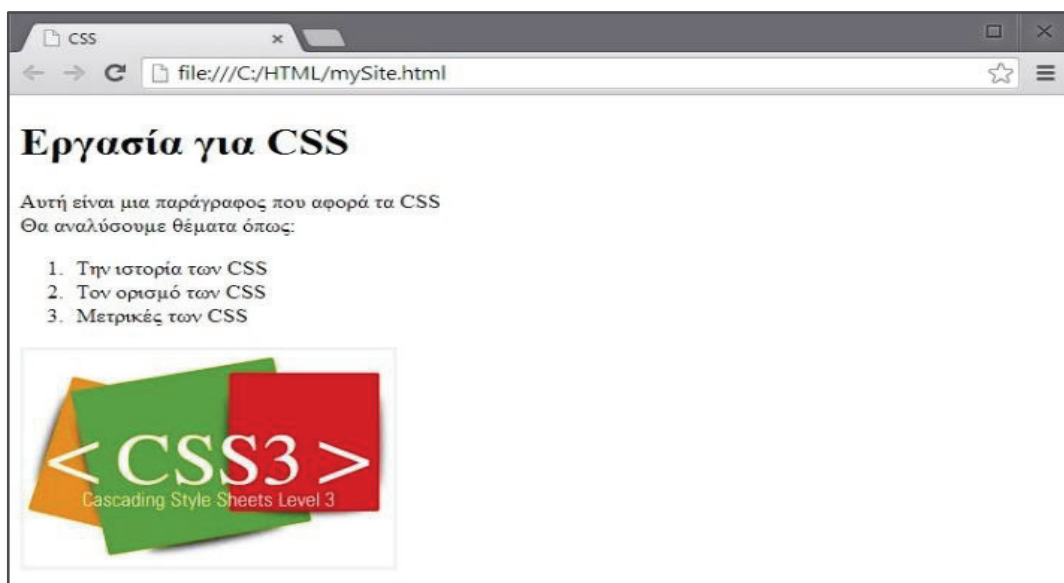 CSS
file:///C:/HTML/mySite.html
Εργασία για CSS
Αυτή είναι μια παράγραφος που αφορά τα CSS
Θα αναλύσουμε θέματα όπως:
1. Την ιστορία των CSS
2. Τον ορισμό των CSS
3. Μετρικές των CSS
< CSS3 >
Cascading Style Sheets Level 3